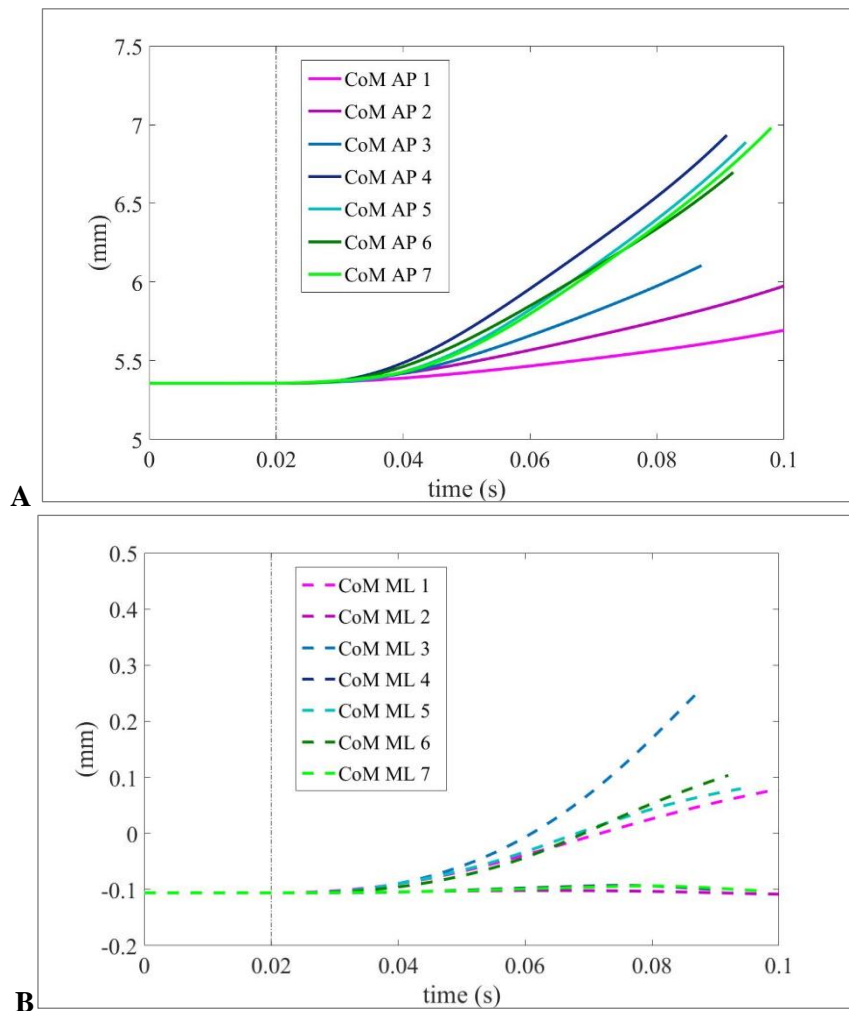 7.5
7
6.5
6
5.5
5
(mm)
CoM AP 1
CoM AP 2
CoM AP 3
CoM AP 4
CoM AP 5
CoM AP 6
CoM AP 7
0 0.02 0.04 0.06 0.08 0.1
time (s)
A
0.5
0.4
0.3
0.2
0.1
0
-0.1
-0.2
(mm)
CoM ML 1
CoM ML 2
CoM ML 3
CoM ML 4
CoM ML 5
CoM ML 6
CoM ML 7
0 0.02 0.04 0.06 0.08 0.1
time (s)
B